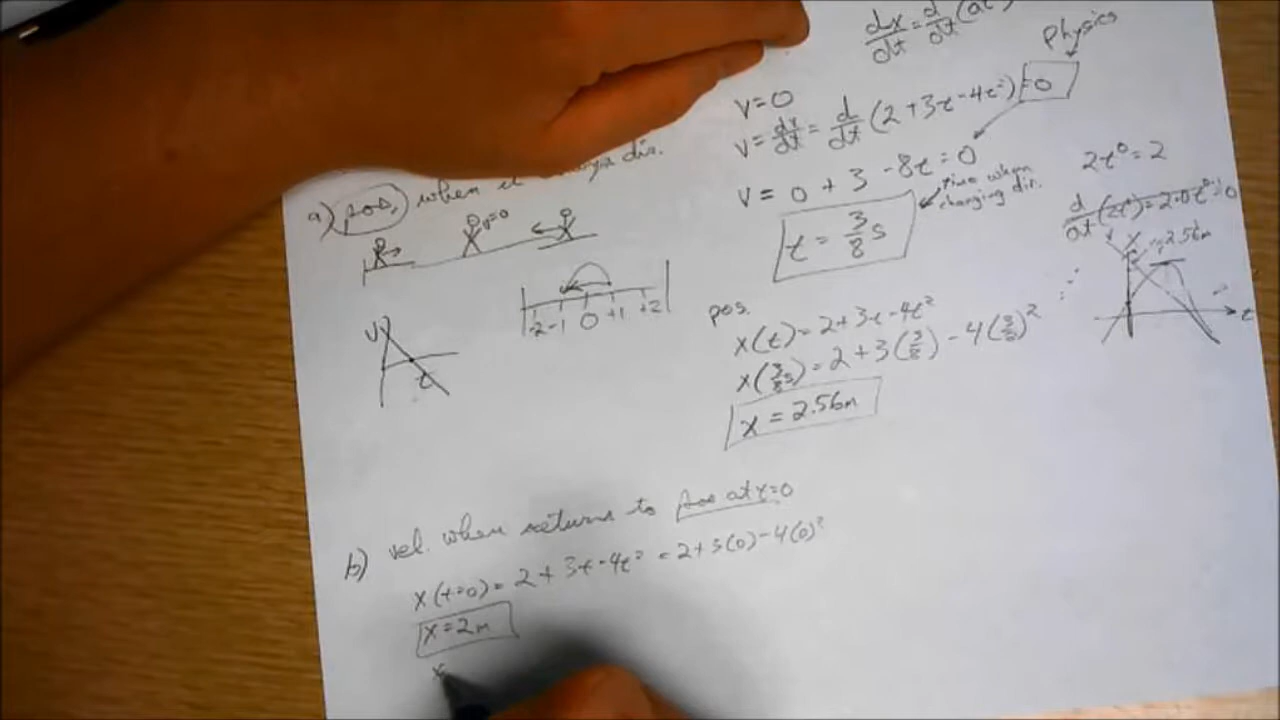 dx/dt = d/dt (at
Physics
v=0
v = dx/dt = d/dt (2+3t-4t²) =0
v = 0 + 3 - 8t = 0
time when
changing dir.
t = 3/8 s
2t⁰ = 2
d/dt (2t⁰) = 2·0
x
2.56m
t
a) pos. when it dir.
v=0
-2 -1 0 +1 +2
v
t
pos.
x(t) = 2+3t-4t²
x(3/8 s) = 2+3(3/8) - 4(3/8)²
x = 2.56m
b) vel. when returns to pos at t=0
x(t=0) = 2+3t-4t² = 2+3(0)-4(0)²
x=2m
x